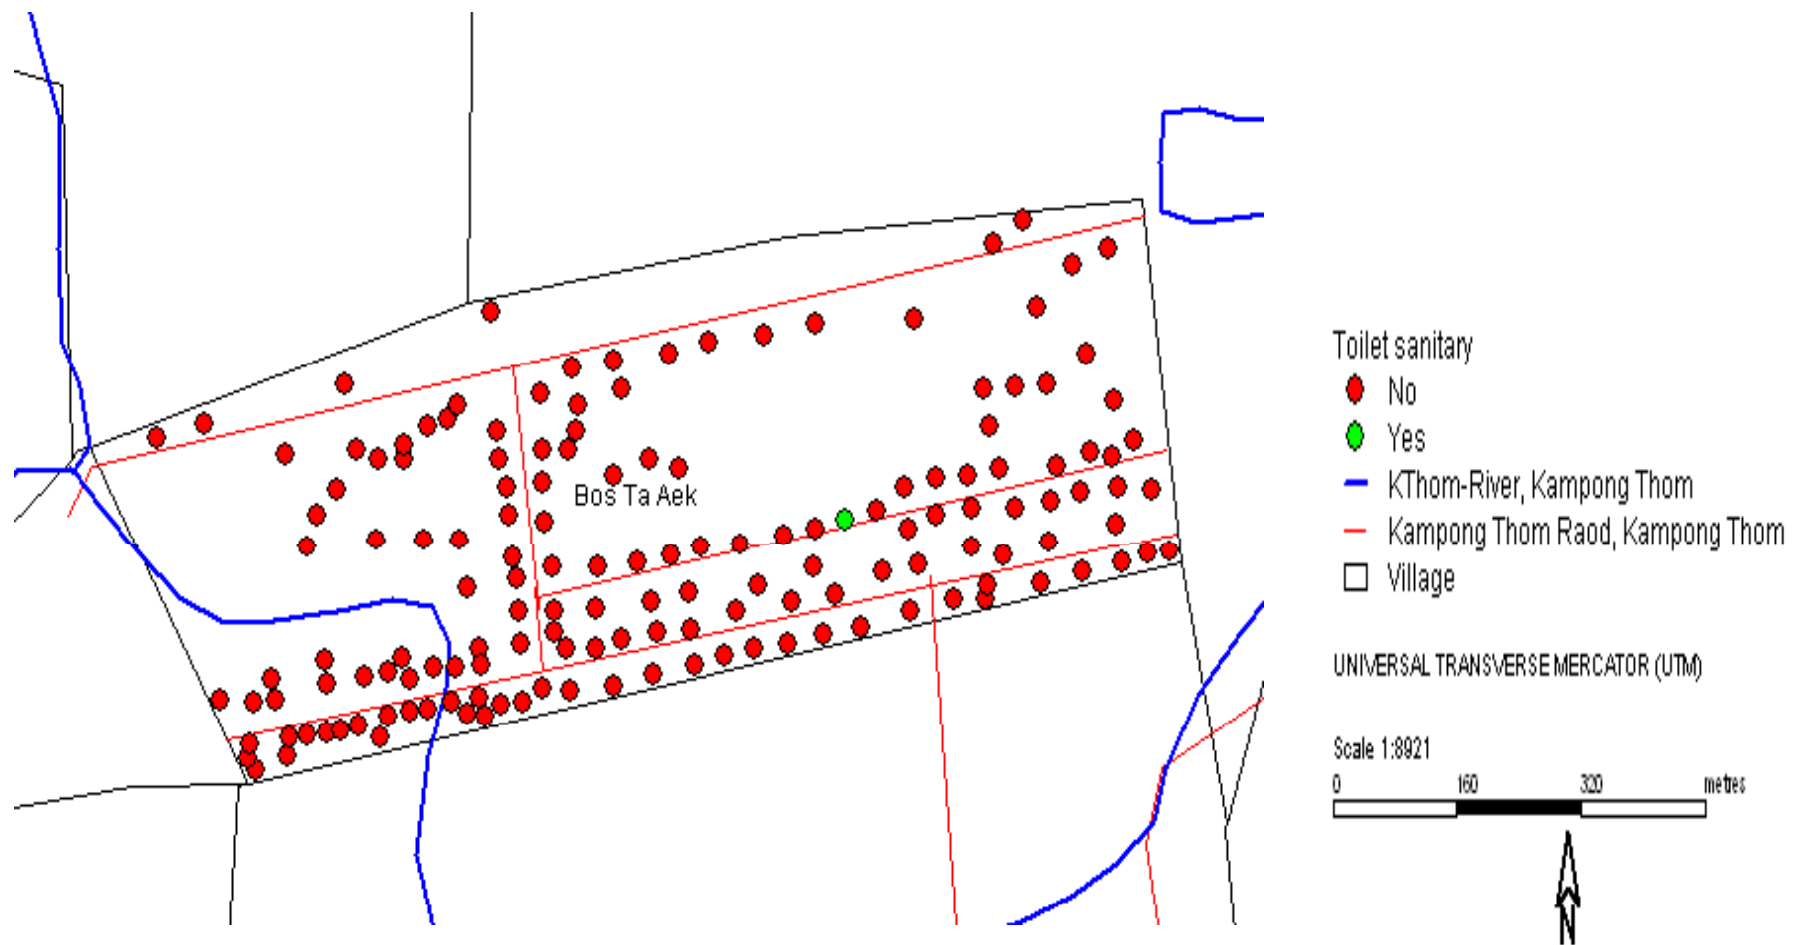 Bos Ta Aek
Toilet sanitary
No
Yes
KThom-River, Kampong Thom
Kampong Thom Raod, Kampong Thom
Village
UNIVERSAL TRANSVERSE MERCATOR (UTM)
Scale 1:8921
0 160 320 metres
N